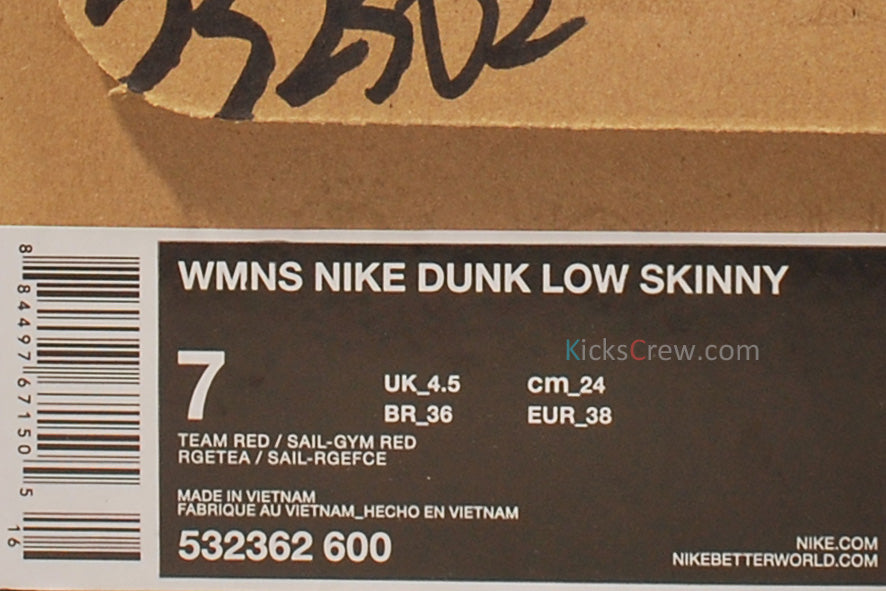 WMNS NIKE DUNK LOW SKINNY
KicksCrew.com
7
UK_4.5 cm_24
BR_36 EUR_38
TEAM RED / SAIL-GYM RED
RGETEA / SAIL-RGEFCE
MADE IN VIETNAM
FABRIQUE AU VIETNAM_HECHO EN VIETNAM
532362 600
NIKE.COM
NIKEBETTERWORLD.COM
8 84497 67150 5 16